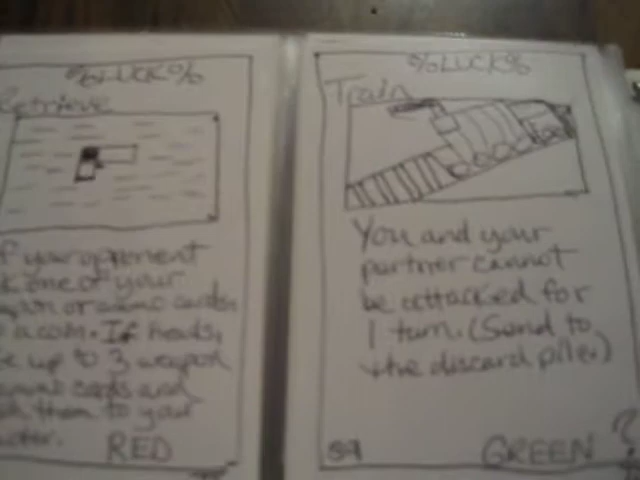 %LUCK%
Retrieve
f your opponent
one of your
or ammo cards,
a coin. If heads,
up to 3 weapon
cards and
them to your
RED
%LUCK%
Train
You and your
partner cannot
be attacked for
1 turn. (Send to
the discard pile.)
59
GREEN
?